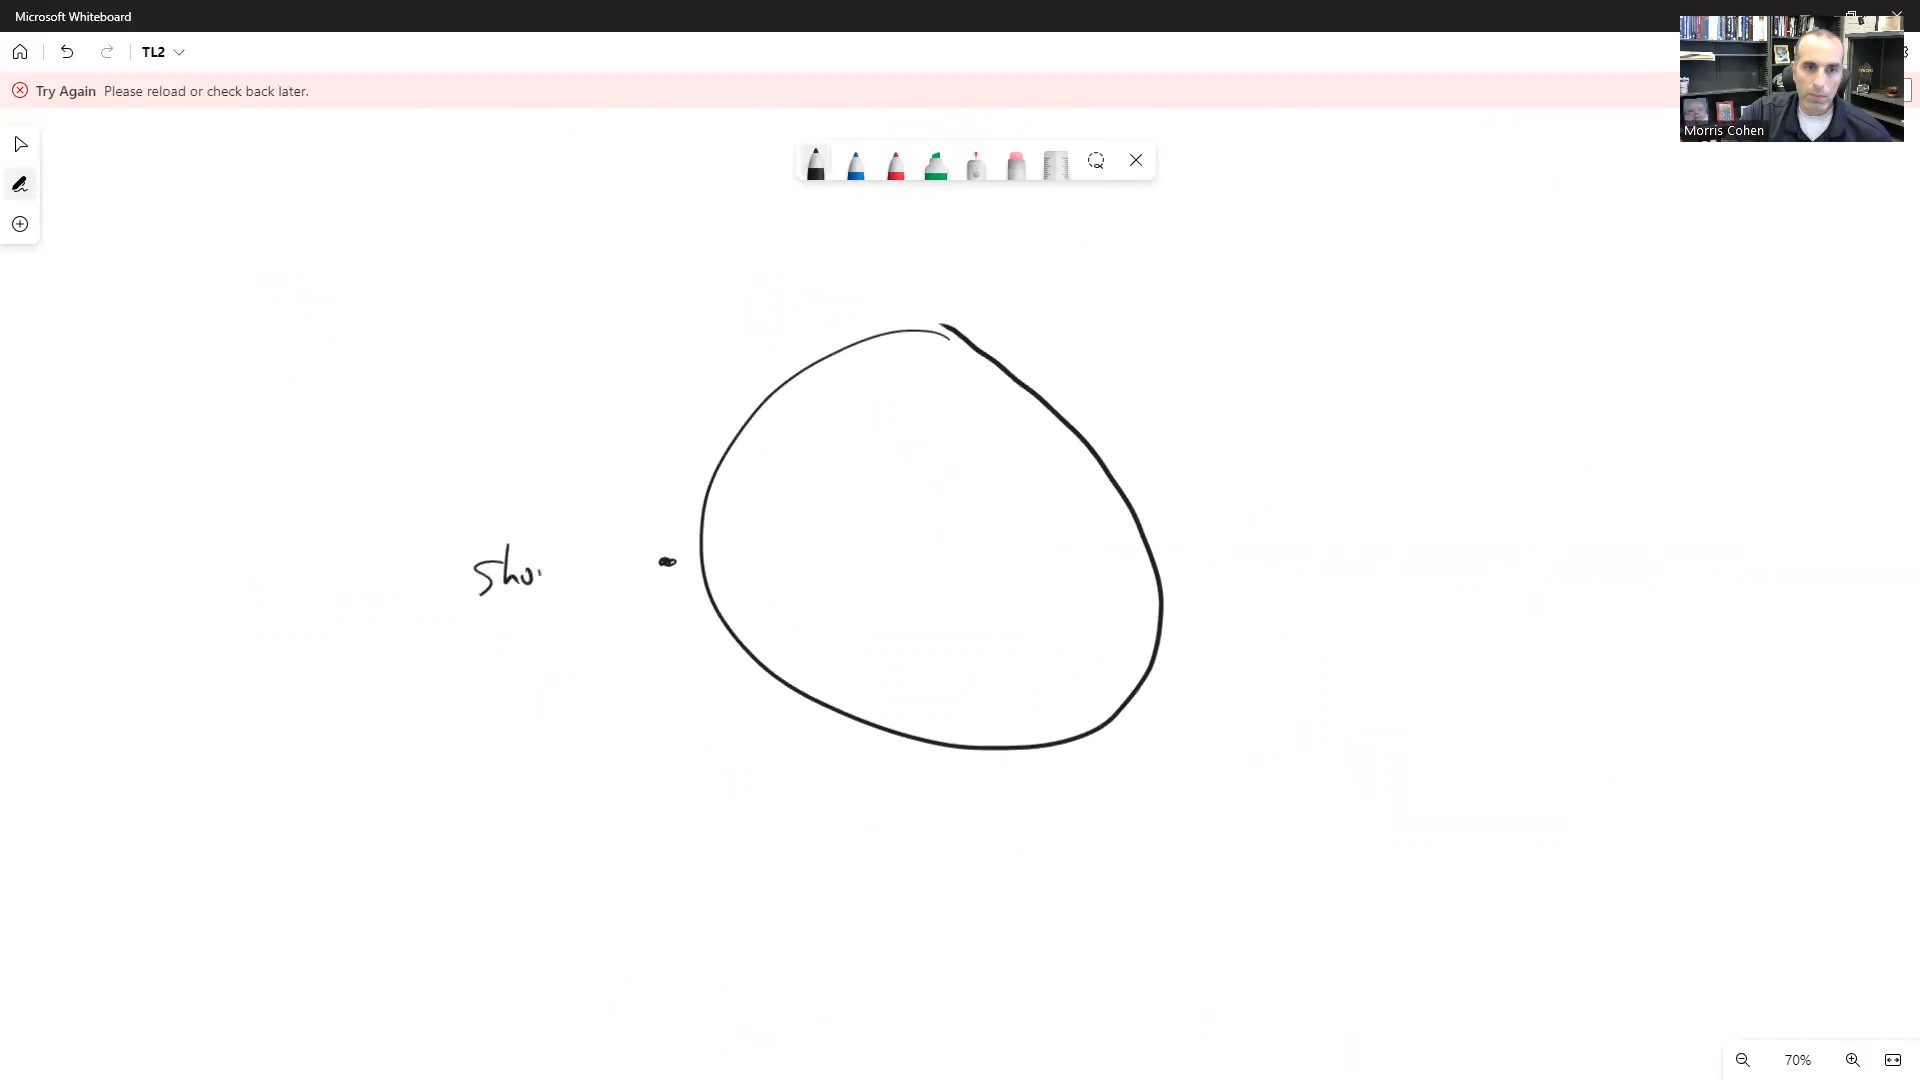 Microsoft Whiteboard
TL2
Try Again Please reload or check back later.
Morris Cohen
Sho
70%